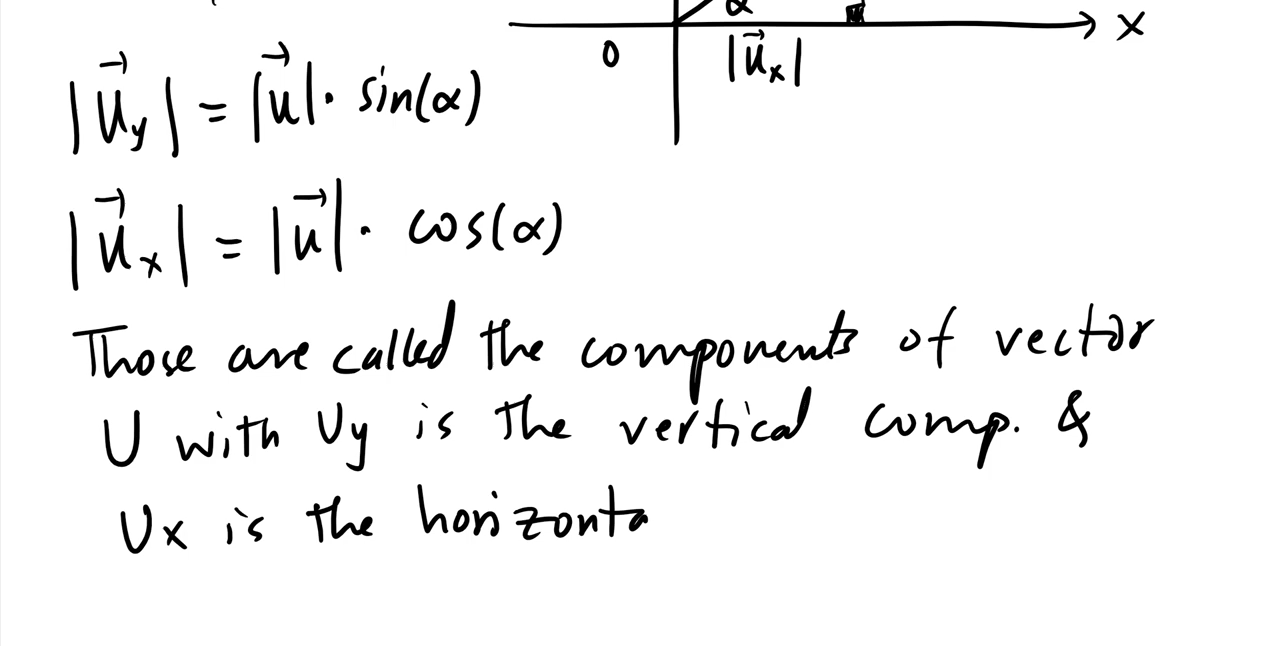 α
x
0 |u⃗ₓ|
|u⃗_y| = |u⃗| · sin(α)
|u⃗ₓ| = |u⃗| · cos(α)
Those are called the components of vector
U with Uy is the vertical comp. &
Ux is the horizonta